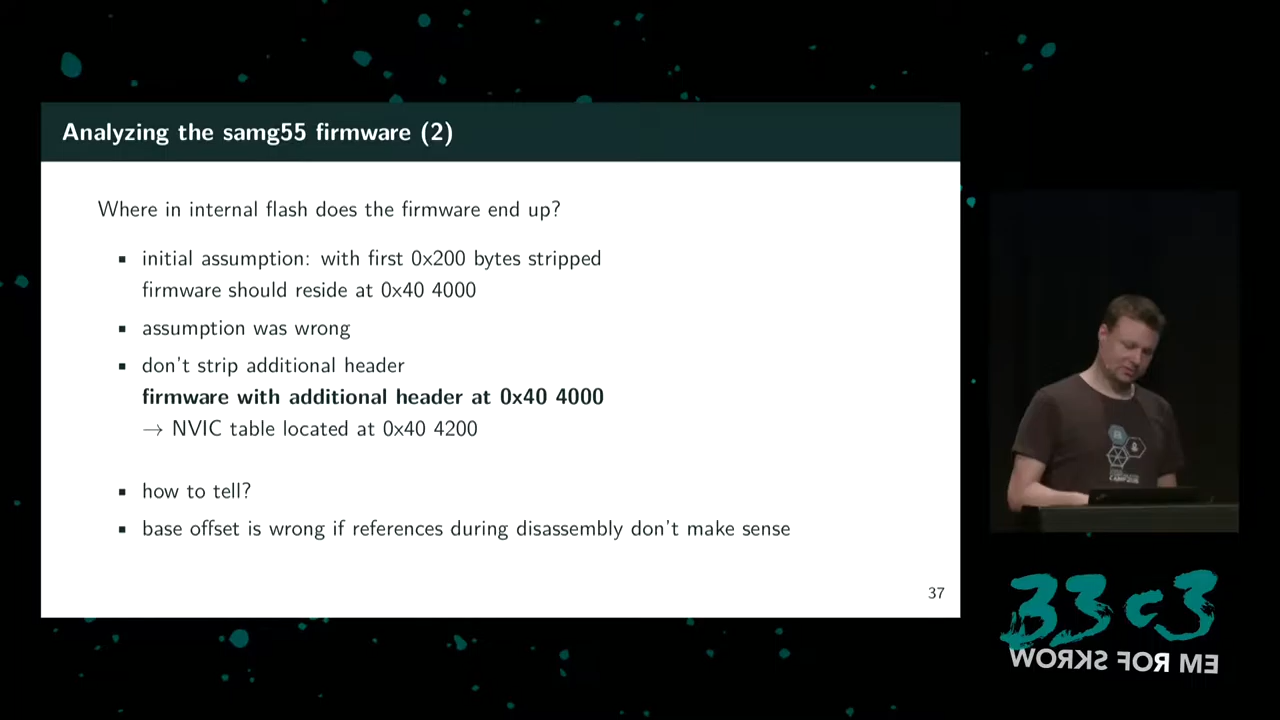 Analyzing the samg55 firmware (2)
Where in internal flash does the firmware end up?
▪ initial assumption: with first 0x200 bytes stripped
firmware should reside at 0x40 4000
▪ assumption was wrong
▪ don't strip additional header
firmware with additional header at 0x40 4000
→ NVIC table located at 0x40 4200
▪ how to tell?
▪ base offset is wrong if references during disassembly don't make sense
37
33c3
WORKS FOR ME